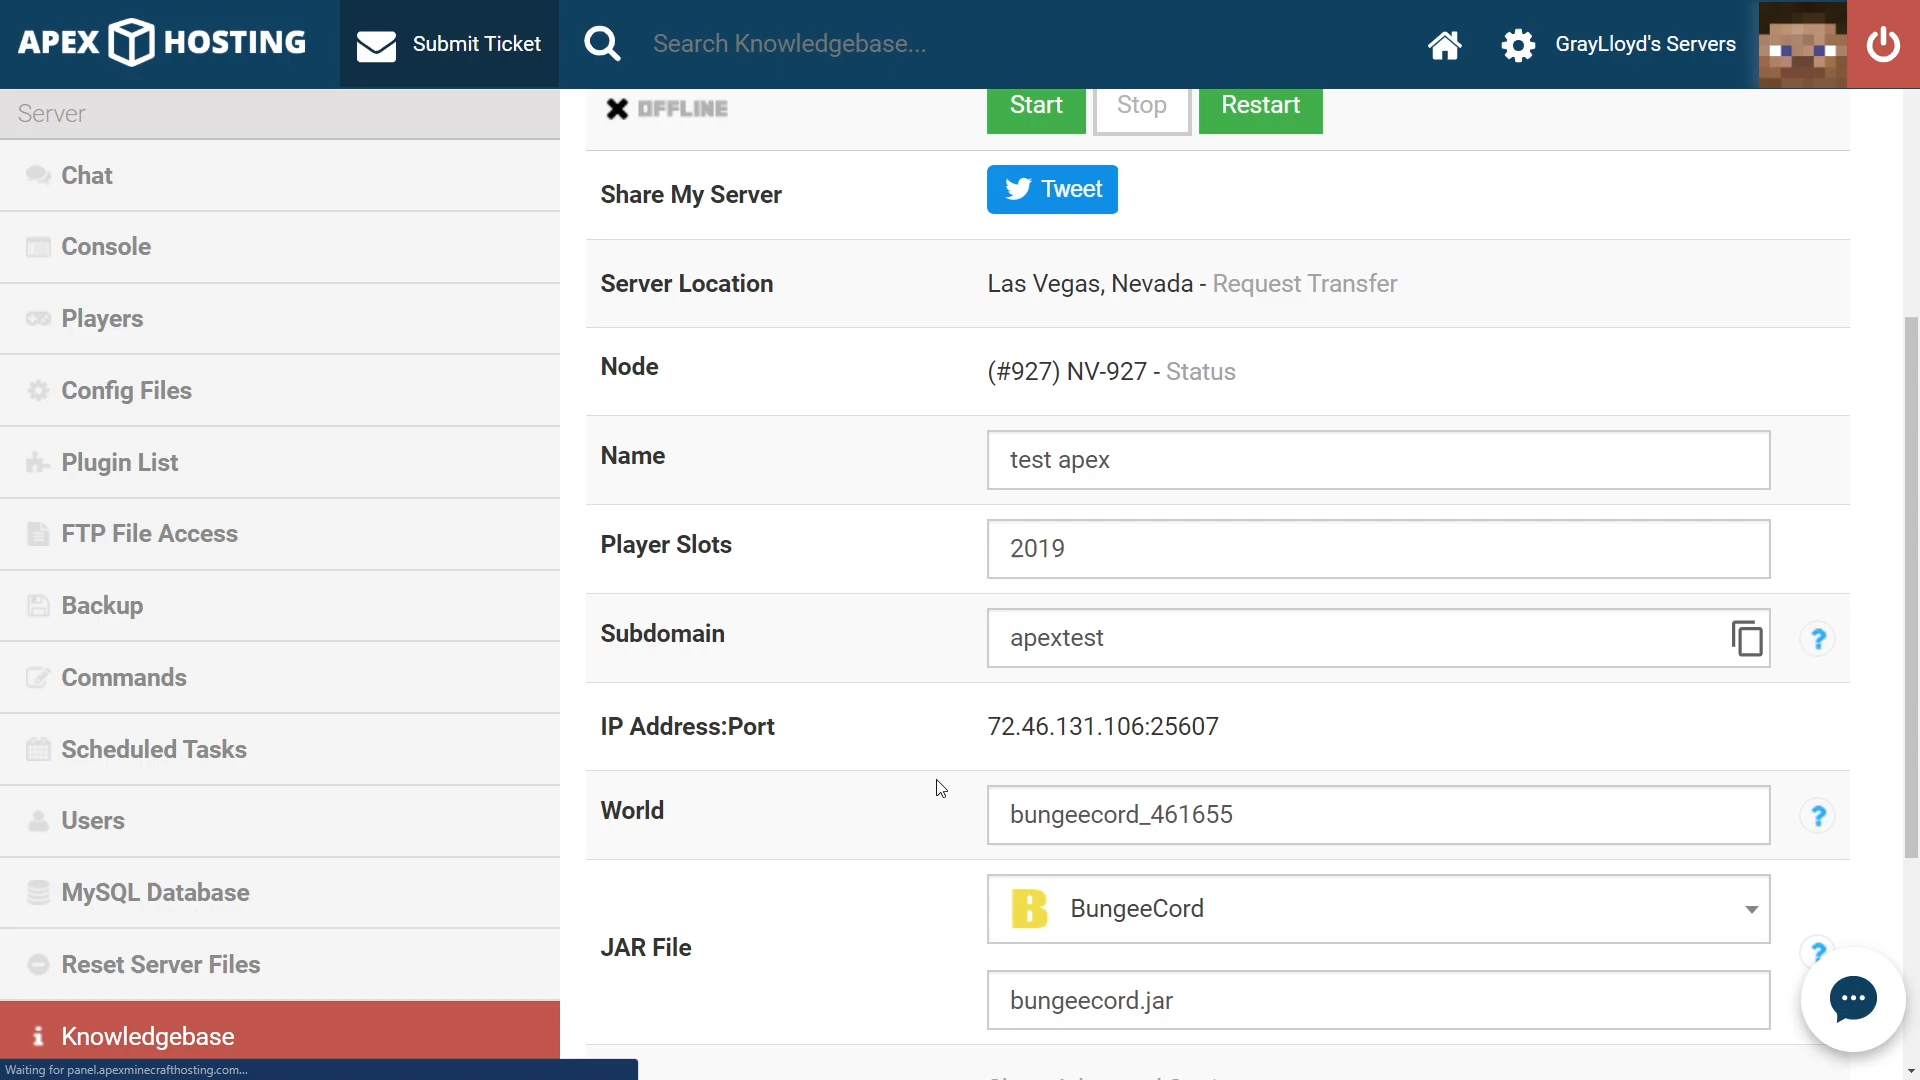 APEX HOSTING
Submit Ticket
Search Knowledgebase...
GrayLloyd's Servers
Server
Chat
Console
Players
Config Files
Plugin List
FTP File Access
Backup
Commands
Scheduled Tasks
Users
MySQL Database
Reset Server Files
Knowledgebase
Waiting for panel.apexminecrafthosting.com...
OFFLINE
Start
Stop
Restart
Share My Server
Tweet
Server Location
Las Vegas, Nevada - Request Transfer
Node
(#927) NV-927 - Status
Name
test apex
Player Slots
2019
Subdomain
apextest
?
IP Address:Port
72.46.131.106:25607
World
bungeecord_461655
?
JAR File
B BungeeCord
?
bungeecord.jar